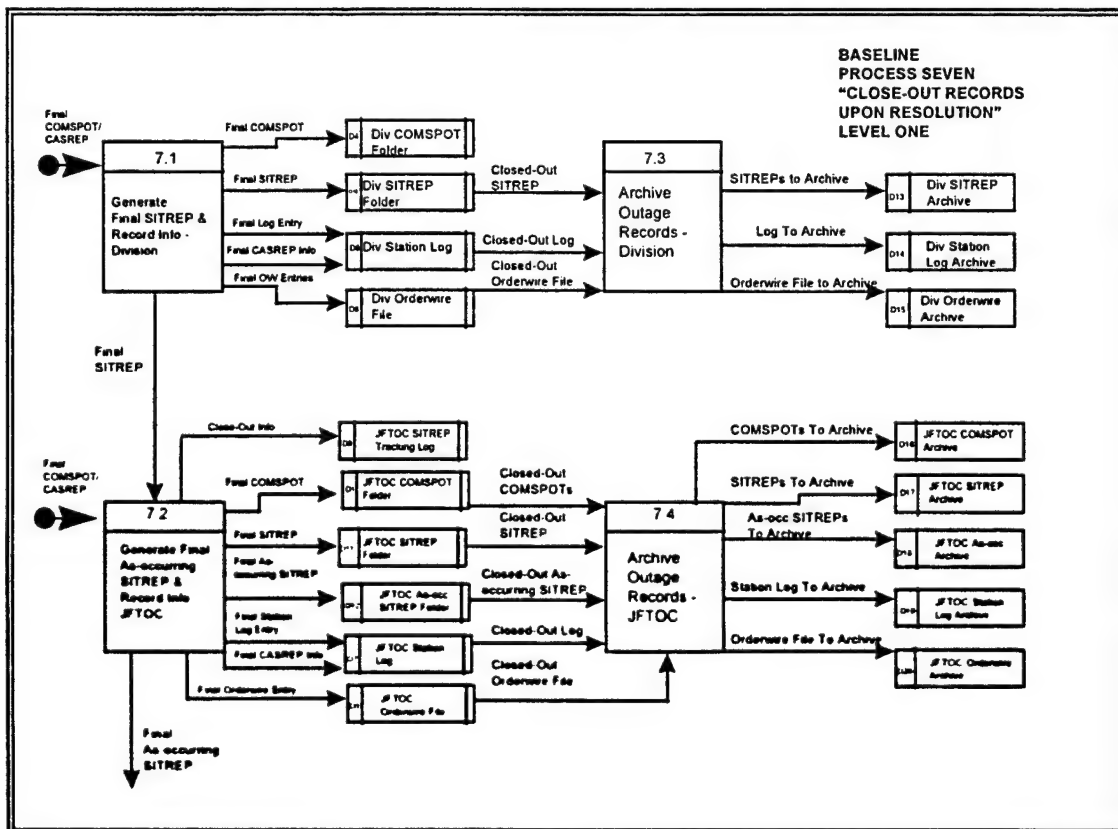 BASELINE
PROCESS SEVEN
"CLOSE-OUT RECORDS
UPON RESOLUTION"
LEVEL ONE
Final
COMSPOT/
CASREP
7.1
Generate
Final SITREP &
Record Info -
Division
Final COMSPOT
Final SITREP
Final Log Entry
Final CASREP Info
Final OW Entries
Div COMSPOT
Folder
Div SITREP
Folder
Div Station Log
Div Orderwire
File
Closed-Out
SITREP
Closed-Out Log
Closed-Out
Orderwire File
7.3
Archive
Outage
Records -
Division
SITREPs to Archive
Log To Archive
Orderwire File to Archive
D13
Div SITREP
Archive
D14
Div Station
Log Archive
D15
Div Orderwire
Archive
Final
SITREP
Final
COMSPOT/
CASREP
7.2
Generate Final
As-occurring
SITREP &
Record Info
JFTOC
Close-Out Info
Final COMSPOT
Final SITREP
Final As-
occurring SITREP
Final Station
Log Entry
Final CASREP Info
Final Orderwire Entry
Final
As-occurring
SITREP
JFTOC SITREP
Tracking Log
JFTOC COMSPOT
Folder
JFTOC SITREP
Folder
JFTOC As-occ
SITREP Folder
JFTOC Station
Log
JFTOC
Orderwire File
Closed-Out
COMSPOTs
Closed-Out
SITREP
Closed-Out As-
occurring SITREP
Closed-Out Log
Closed-Out
Orderwire File
7.4
Archive
Outage
Records -
JFTOC
COMSPOTs To Archive
SITREPs To Archive
As-occ SITREPs
To Archive
Station Log To Archive
Orderwire File To Archive
D16
JFTOC COMSPOT
Archive
D17
JFTOC SITREP
Archive
JFTOC As-occ
Archive
JFTOC Station
Log Archive
JFTOC Orderwire
Archive